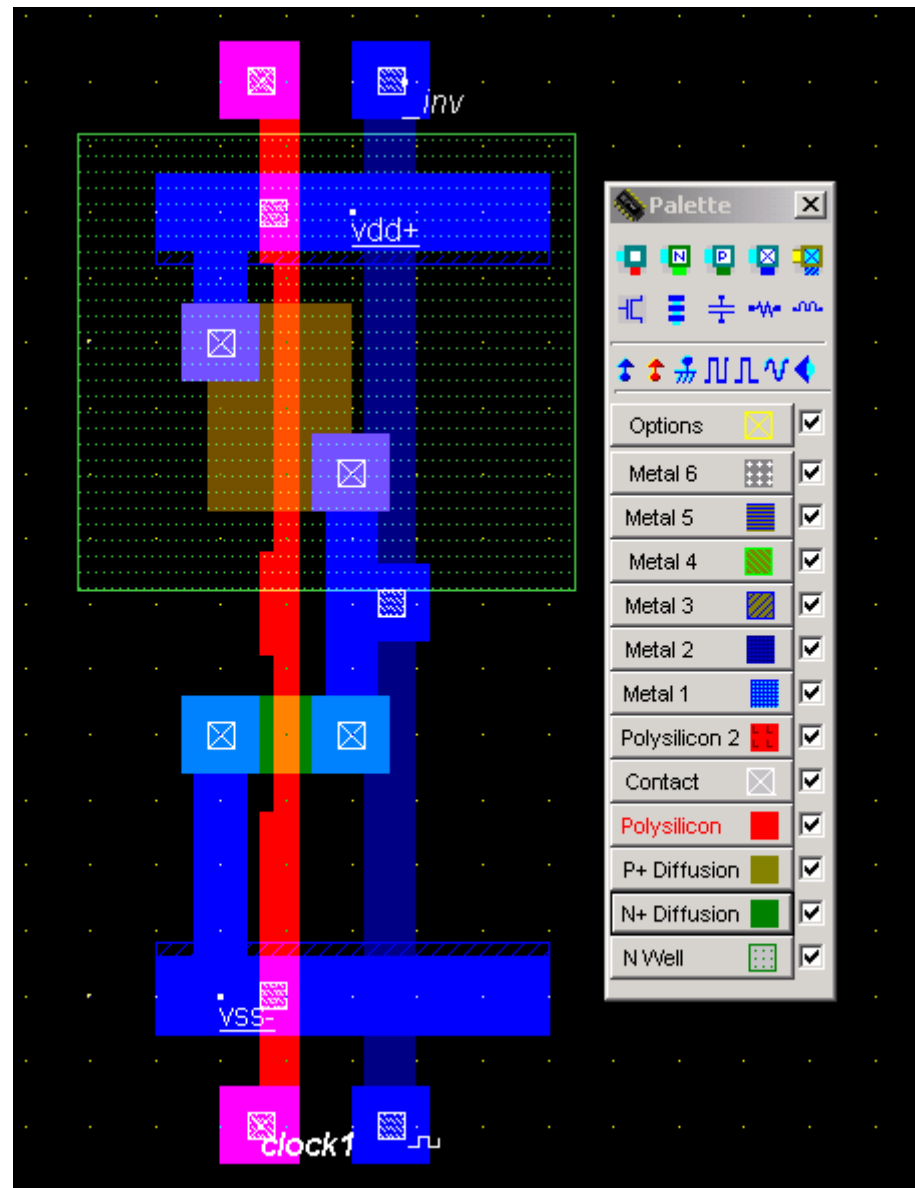 _inv
vdd+
VSS-
clock1
Palette
N
P
Options
Metal 6
Metal 5
Metal 4
Metal 3
Metal 2
Metal 1
Polysilicon 2
Contact
Polysilicon
P+ Diffusion
N+ Diffusion
N Well